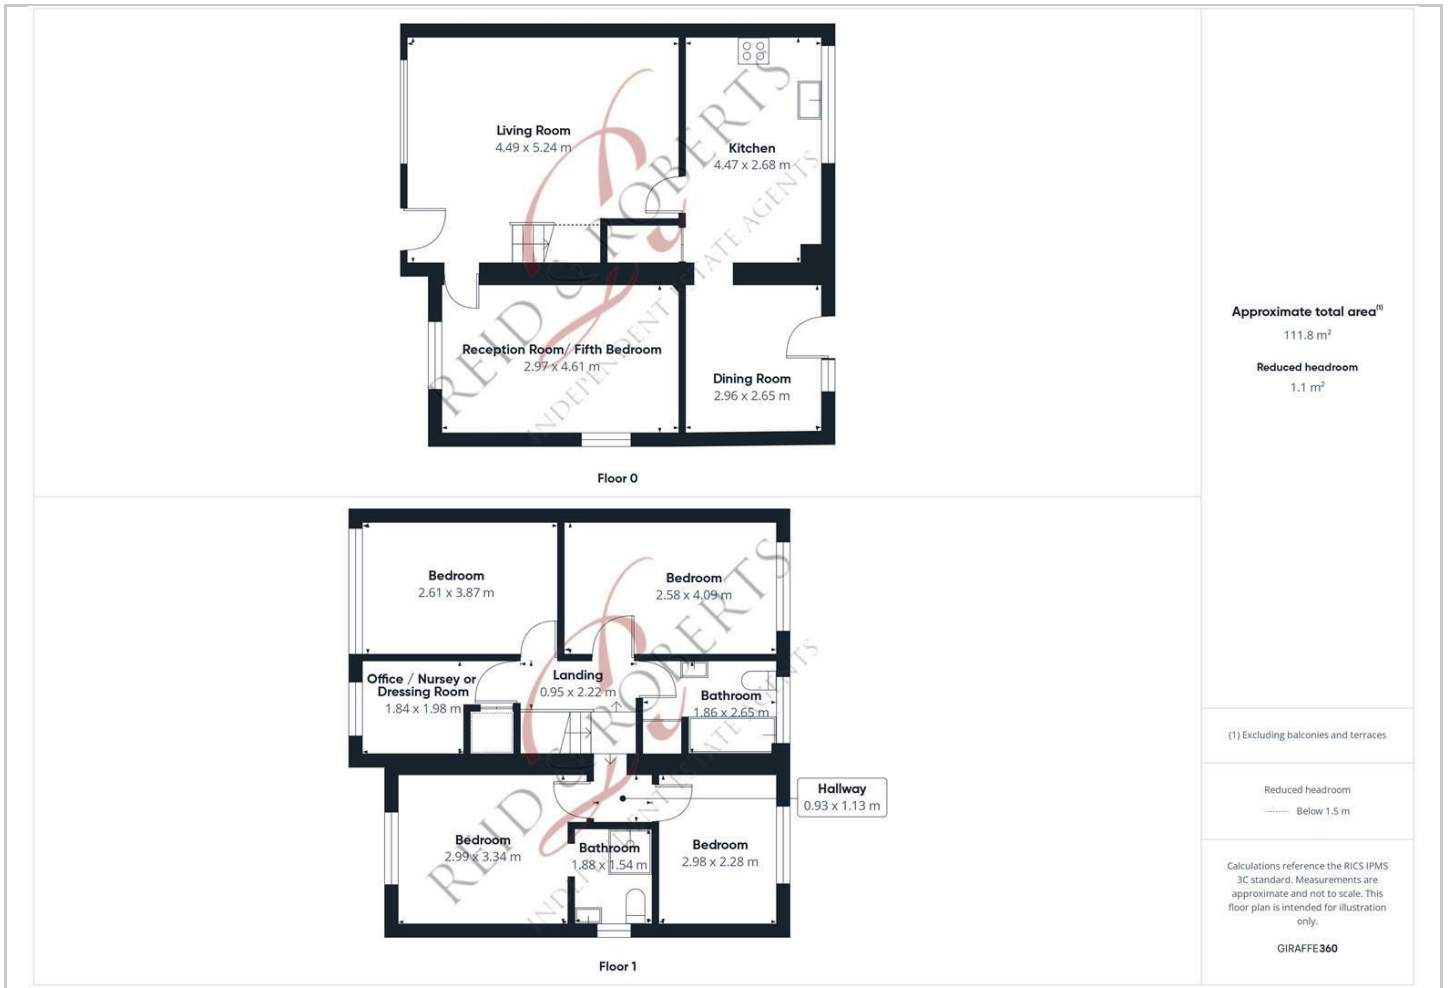 Living Room
4.49 x 5.24 m
Kitchen
4.47 x 2.68 m
Reception Room/ Fifth Bedroom
2.97 x 4.61 m
Dining Room
2.96 x 2.65 m
REID & ROBERTS
INDEPENDENT ESTATE AGENTS
Floor 0
Bedroom
2.61 x 3.87 m
Bedroom
2.58 x 4.09 m
Office / Nursey or
Dressing Room
1.84 x 1.98 m
Landing
0.95 x 2.22 m
Bathroom
1.86 x 2.65 m
Hallway
0.93 x 1.13 m
Bedroom
2.99 x 3.34 m
Bathroom
1.88 x 1.54 m
Bedroom
2.98 x 2.28 m
REID & ROBERTS
INDEPENDENT ESTATE AGENTS
Floor 1
Approximate total area(1)
111.8 m²
Reduced headroom
1.1 m²
(1) Excluding balconies and terraces
Reduced headroom
Below 1.5 m
Calculations reference the RICS IPMS
3C standard. Measurements are
approximate and not to scale. This
floor plan is intended for illustration
only.
GIRAFFE360